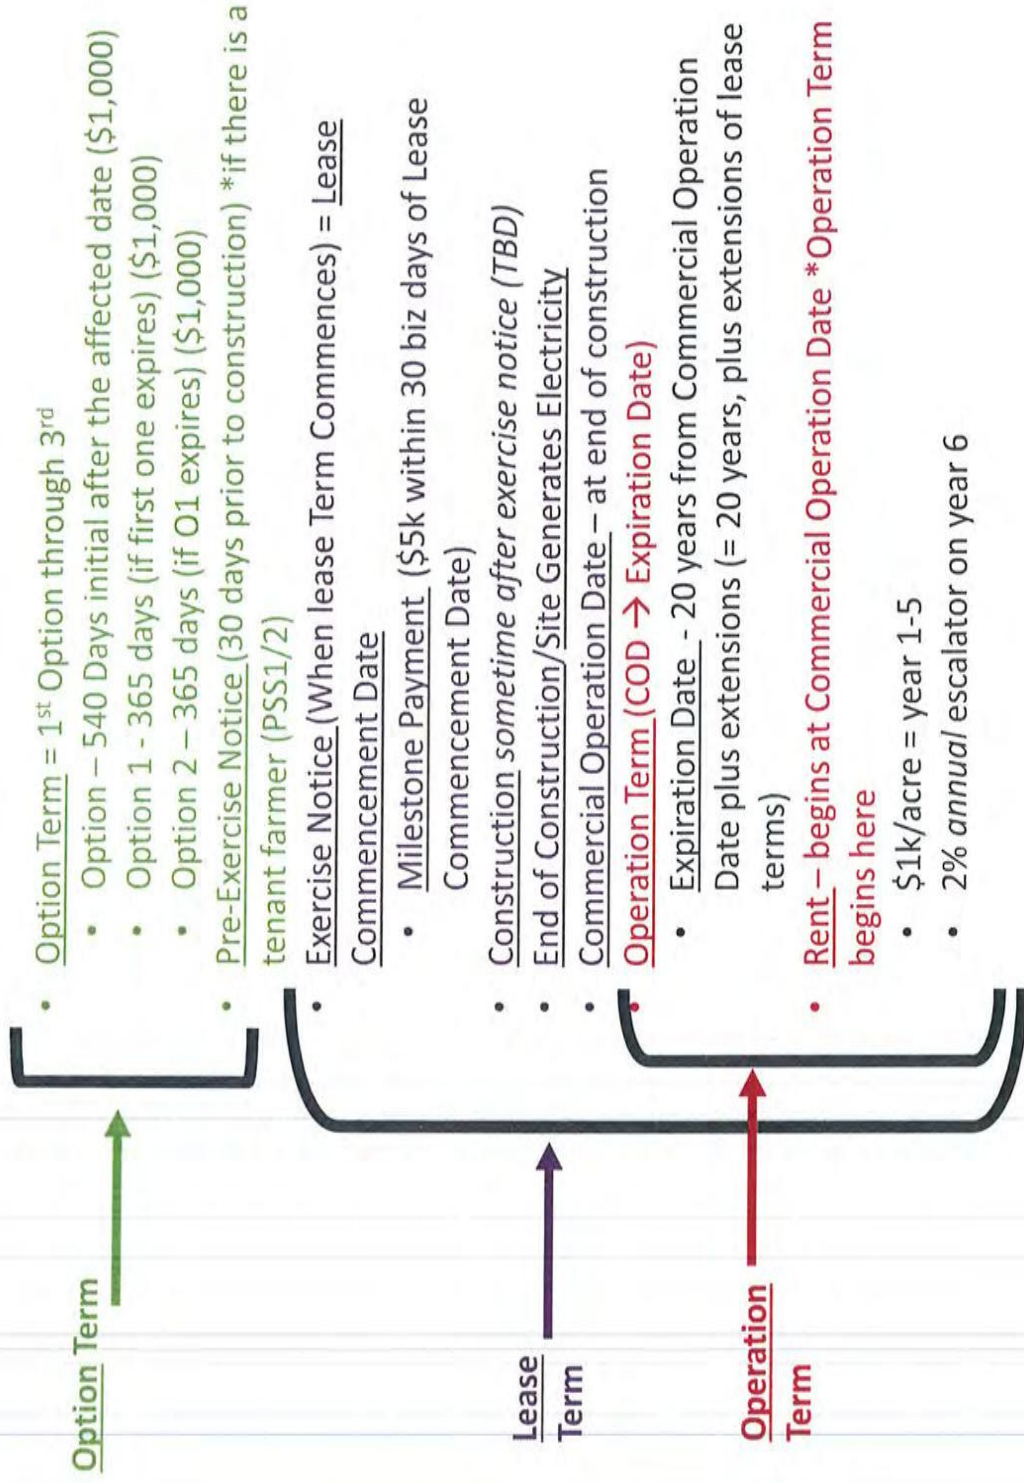 Option Term
Lease
Term
Operation
Term
• Option Term = 1st Option through 3rd
• Option – 540 Days initial after the affected date ($1,000)
• Option 1 - 365 days (if first one expires) ($1,000)
• Option 2 – 365 days (if O1 expires) ($1,000)
• Pre-Exercise Notice (30 days prior to construction) *if there is a
tenant farmer (PSS1/2)
• Exercise Notice (When lease Term Commences) = Lease
Commencement Date
• Milestone Payment ($5k within 30 biz days of Lease
Commencement Date)
• Construction sometime after exercise notice (TBD)
• End of Construction/Site Generates Electricity
• Commercial Operation Date – at end of construction
• Operation Term (COD → Expiration Date)
• Expiration Date - 20 years from Commercial Operation
Date plus extensions (= 20 years, plus extensions of lease
terms)
• Rent – begins at Commercial Operation Date *Operation Term
begins here
• $1k/acre = year 1-5
• 2% annual escalator on year 6